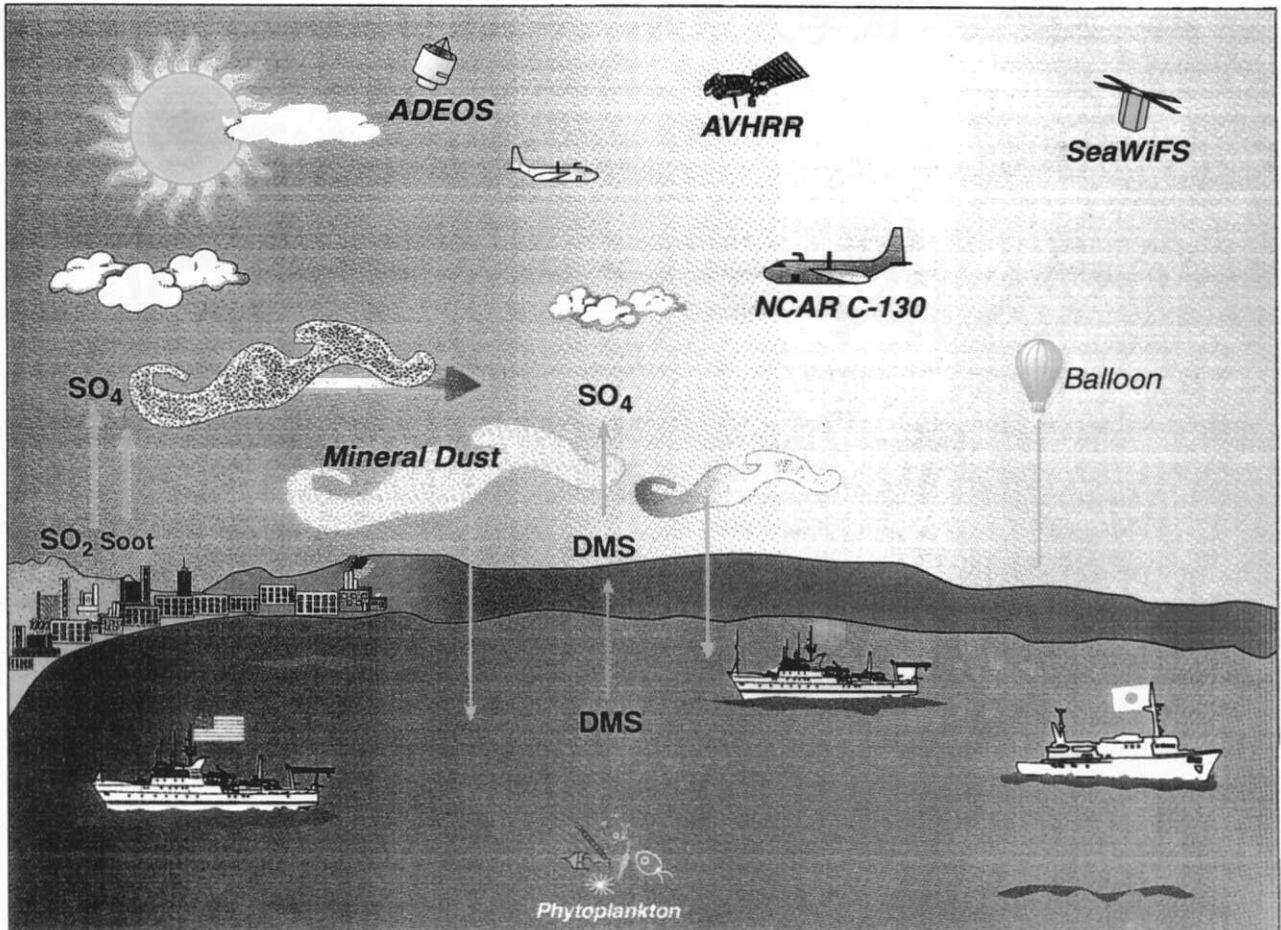 ADEOS
AVHRR
SeaWiFS
NCAR C-130
SO₄
SO₄
Balloon
Mineral Dust
SO₂ Soot
DMS
DMS
Phytoplankton